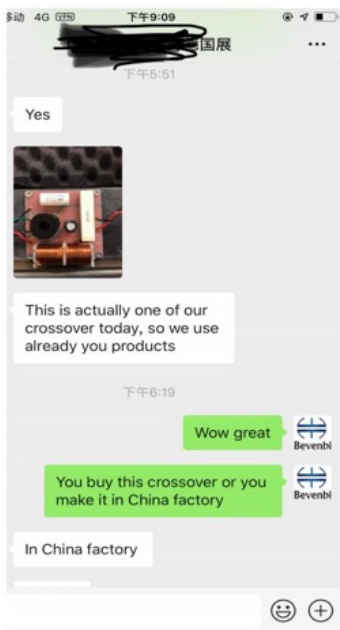 移动 4G VPN 下午9:09
国展
下午5:51
Yes
This is actually one of our
crossover today, so we use
already you products
下午6:19
Wow great
Bevenbi
You buy this crossover or you
make it in China factory
Bevenbi
In China factory